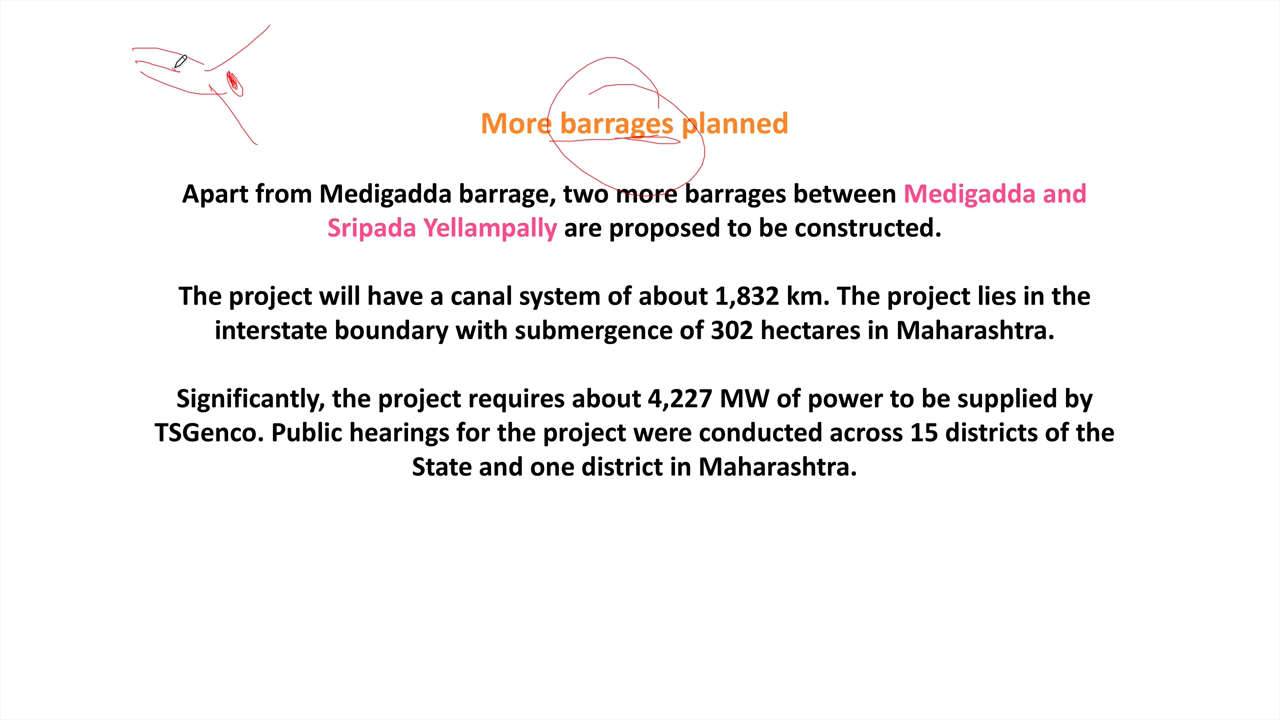 More barrages planned
Apart from Medigadda barrage, two more barrages between Medigadda and
Sripada Yellampally are proposed to be constructed.
The project will have a canal system of about 1,832 km. The project lies in the
interstate boundary with submergence of 302 hectares in Maharashtra.
Significantly, the project requires about 4,227 MW of power to be supplied by
TSGenco. Public hearings for the project were conducted across 15 districts of the
State and one district in Maharashtra.